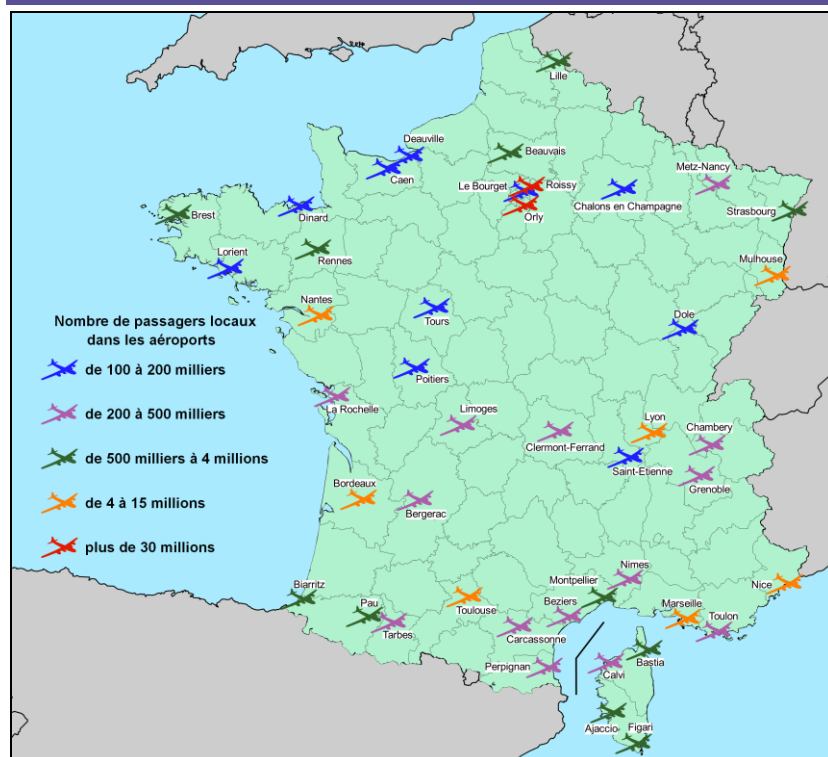 Lille
Deauville
Beauvais
Caen
Metz-Nancy
Le Bourget
Roissy
Chalons en Champagne
Orly
Strasbourg
Brest
Dinard
Rennes
Lorient
Mulhouse
Nantes
Tours
Dole
Nombre de passagers locaux
dans les aéroports
de 100 à 200 milliers
de 200 à 500 milliers
de 500 milliers à 4 millions
de 4 à 15 millions
plus de 30 millions
Poitiers
La Rochelle
Limoges
Clermont-Ferrand
Lyon
Chambery
Saint-Etienne
Grenoble
Bordeaux
Bergerac
Nimes
Montpellier
Nice
Biarritz
Pau
Toulouse
Beziers
Marseille
Toulon
Tarbes
Carcassonne
Perpignan
Bastia
Calvi
Ajaccio
Figari